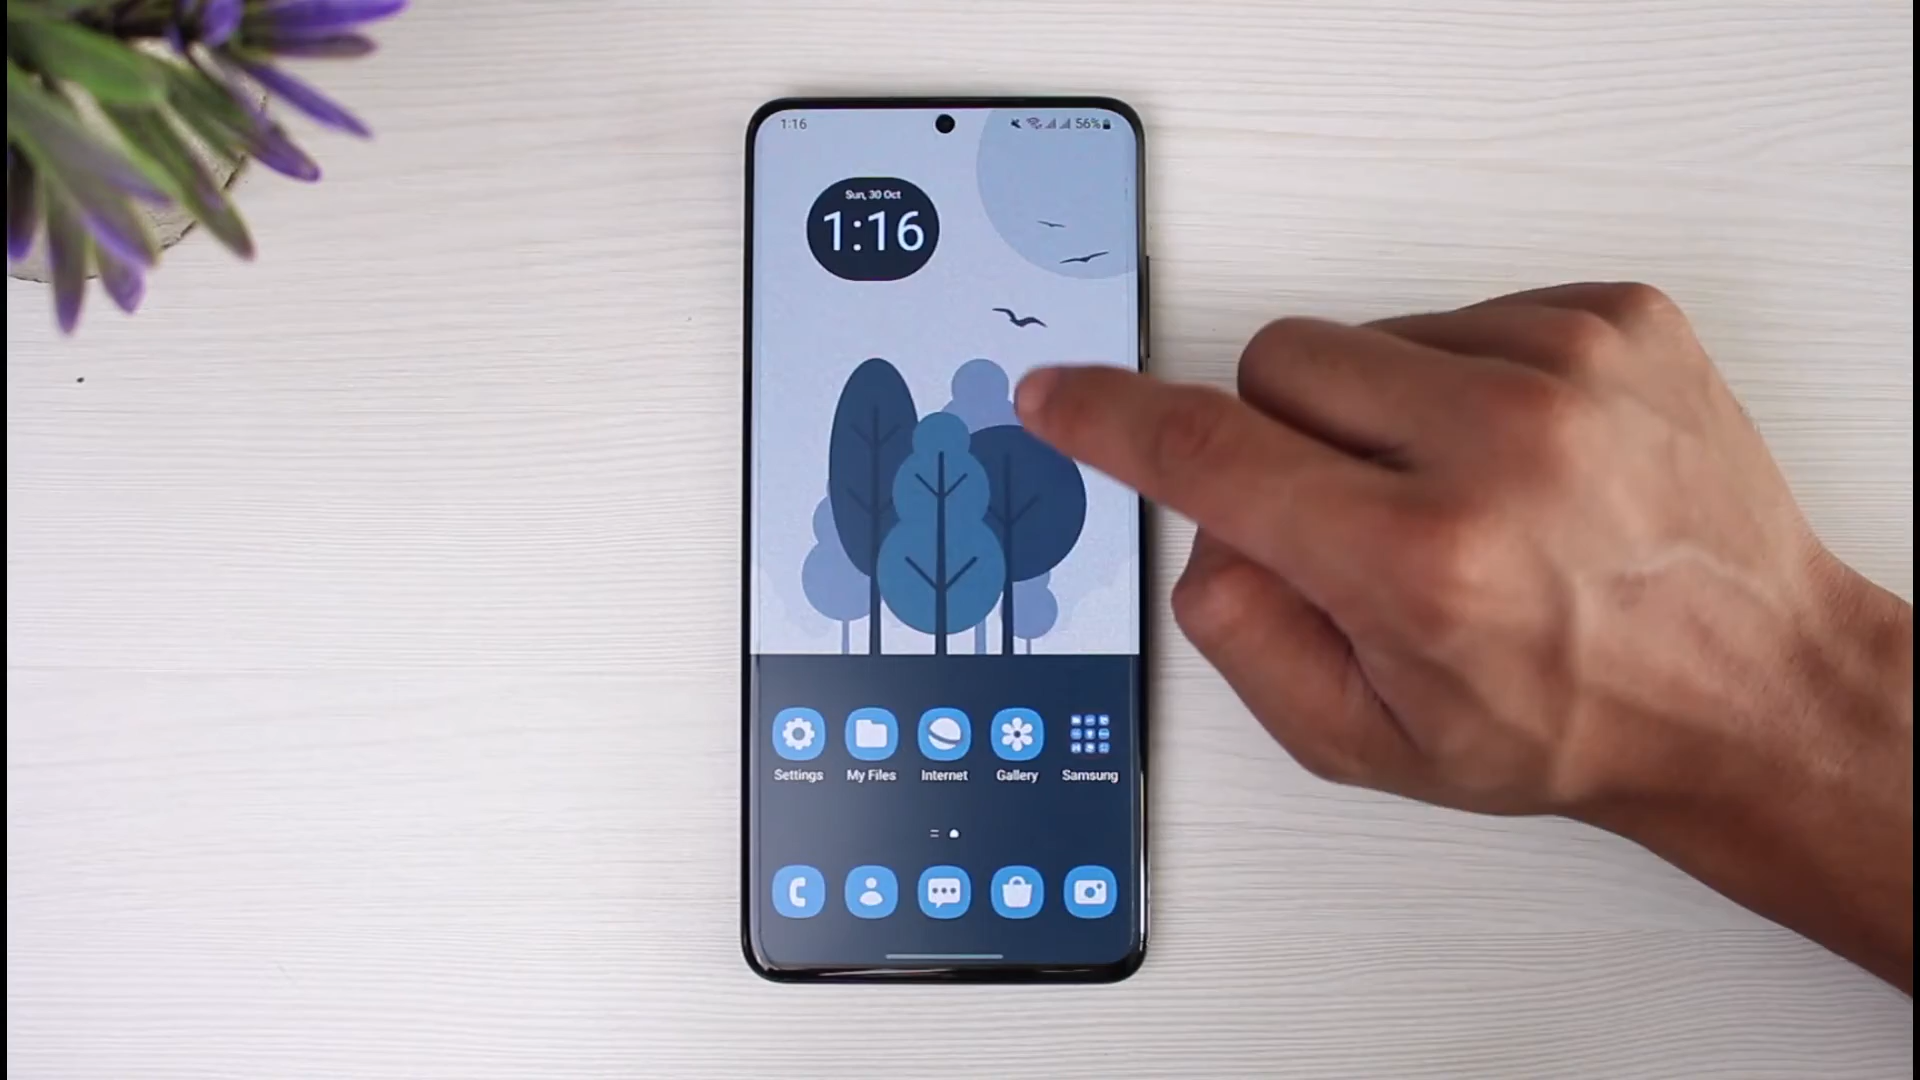 1:16
56%
Sun, 30 Oct
1:16
Settings
My Files
Internet
Gallery
Samsung